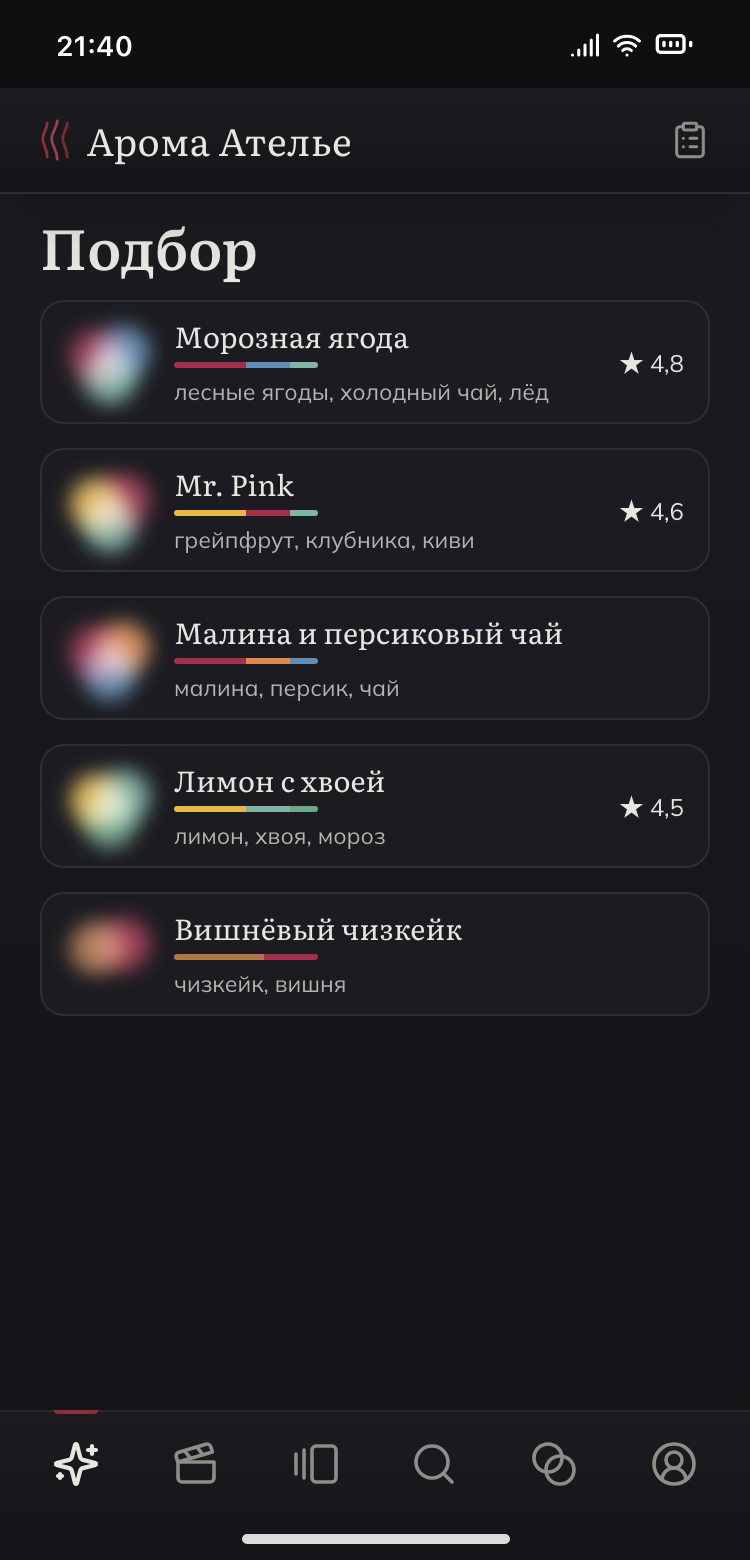 21:40
Арома Ателье
Подбор
Морозная ягода
лесные ягоды, холодный чай, лёд
★ 4,8
Mr. Pink
грейпфрут, клубника, киви
★ 4,6
Малина и персиковый чай
малина, персик, чай
Лимон с хвоей
лимон, хвоя, мороз
★ 4,5
Вишнёвый чизкейк
чизкейк, вишня